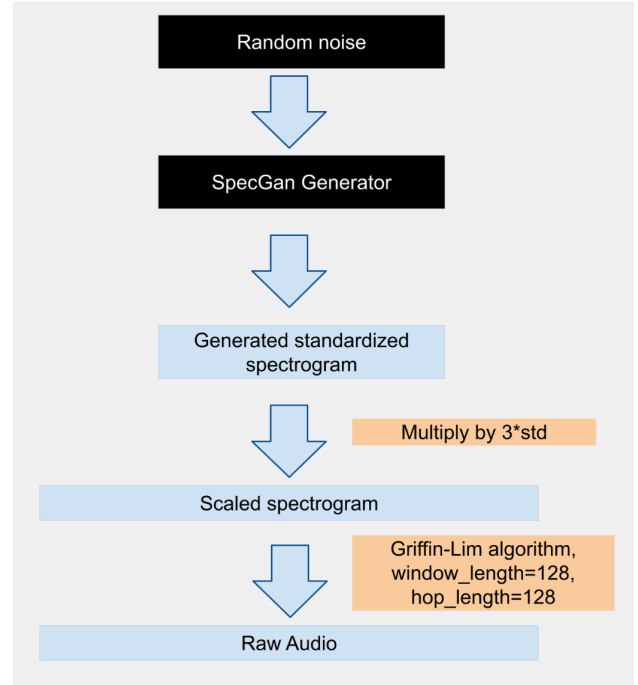 Random noise
SpecGan Generator
Generated standardized
spectrogram
Multiply by 3*std
Scaled spectrogram
Griffin-Lim algorithm,
window_length=128,
hop_length=128
Raw Audio